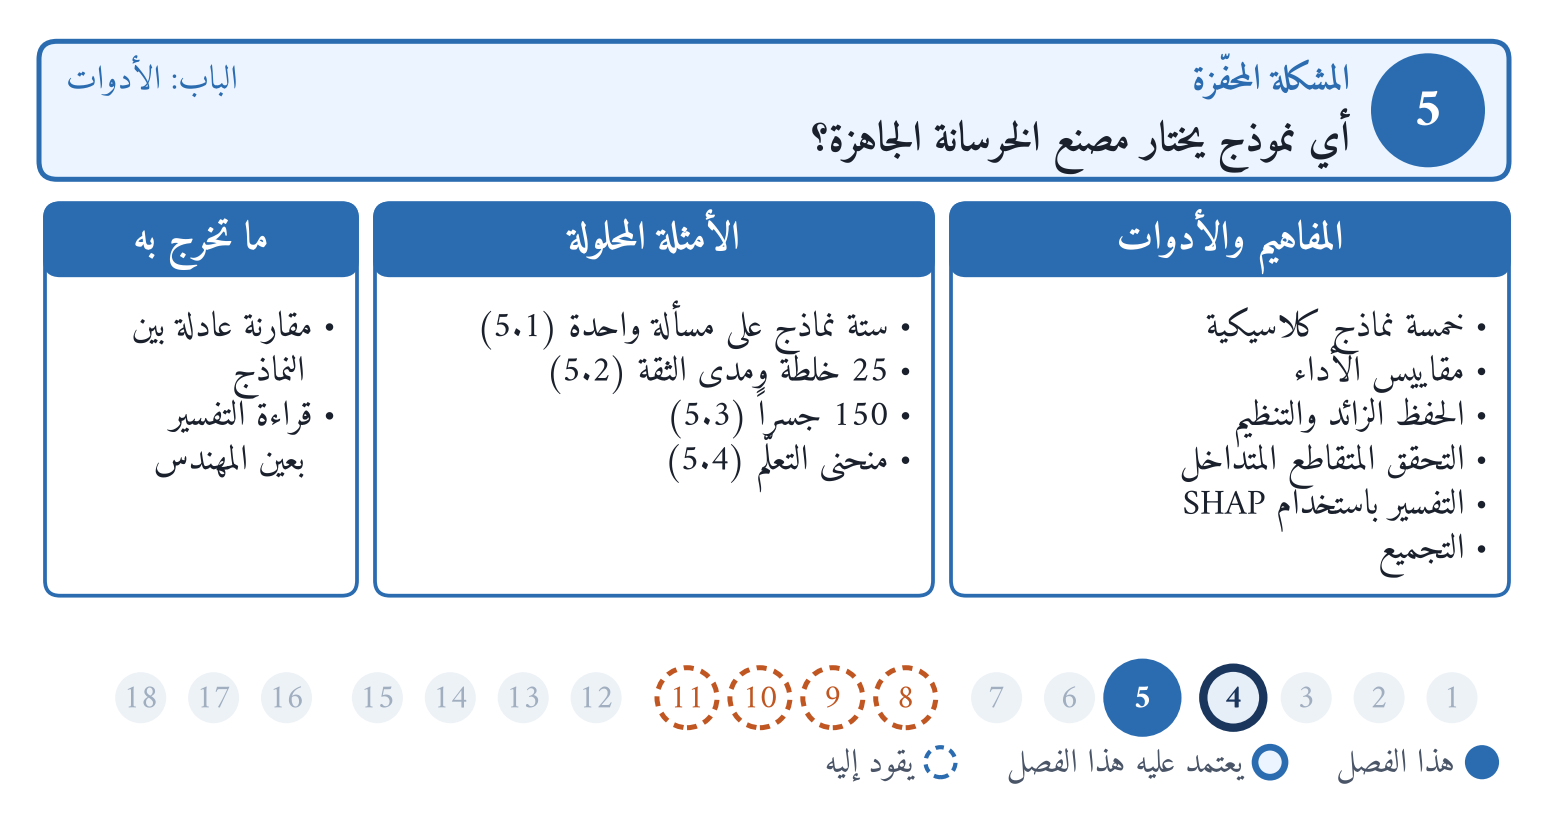 5
المشكلة المحفّزة
الباب: الأدوات
أي نموذج يختار مصنع الخرسانة الجاهزة؟
المفاهيم والأدوات
• خمسة نماذج كلاسيكية
• مقاييس الأداء
• الحفظ الزائد والتنظيم
• التحقق المتقاطع المتداخل
• التفسير باستخدام SHAP
• التجميع
الأمثلة المحلولة
• ستة نماذج على مسألة واحدة (5.1)
• 25 خلطة ومدى الثقة (5.2)
• 150 جسراً (5.3)
• منحنى التعلّم (5.4)
ما تخرج به
• مقارنة عادلة بين
النماذج
• قراءة التفسير
بعين المهندس
1 2 3 4 5 6 7 8 9 10 11 12 13 14 15 16 17 18
هذا الفصل
يعتمد عليه هذا الفصل
يقود إليه